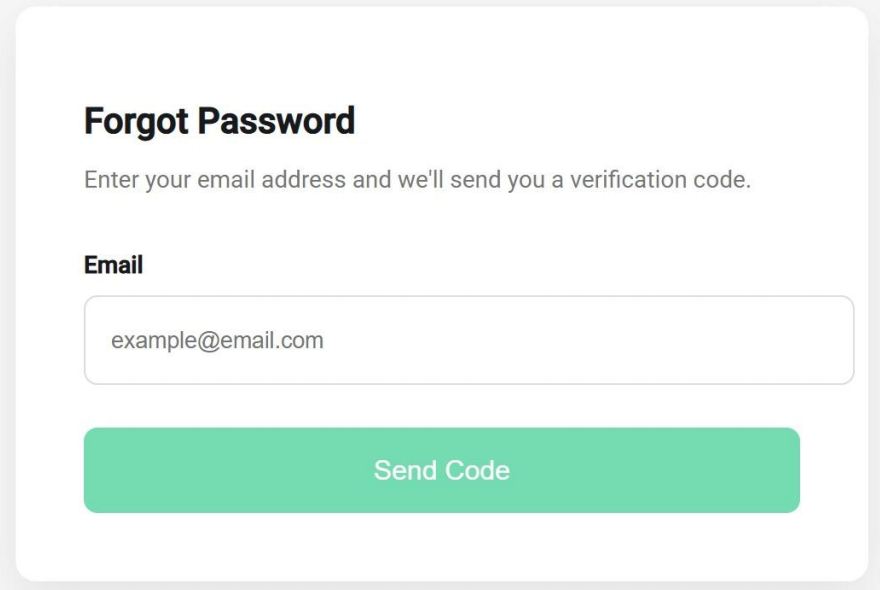 Forgot Password
Enter your email address and we'll send you a verification code.
Email
example@email.com
Send Code